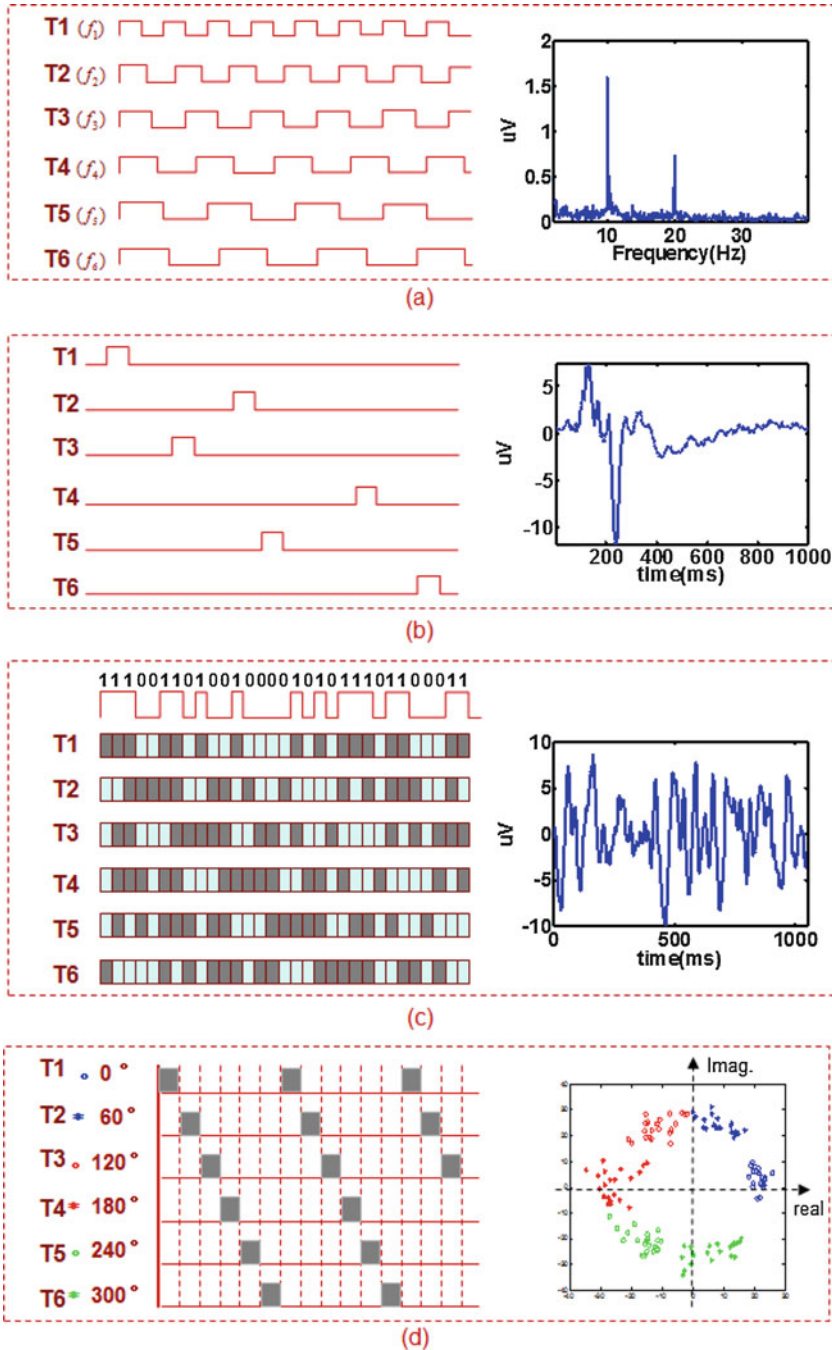 T1 (f1)
T2 (f2)
T3 (f3)
T4 (f4)
T5 (f5)
T6 (f6)
2
1.5
1
0.5
0
uV
10 20 30
Frequency(Hz)
(a)
T1
T2
T3
T4
T5
T6
5
0
-5
-10
uV
200 400 600 800 1000
time(ms)
(b)
1110011010010000101011101100011
T1
T2
T3
T4
T5
T6
10
5
0
-5
-10
uV
0 500 1000
time(ms)
(c)
T1 0°
T2 60°
T3 120°
T4 180°
T5 240°
T6 300°
Imag.
real
(d)